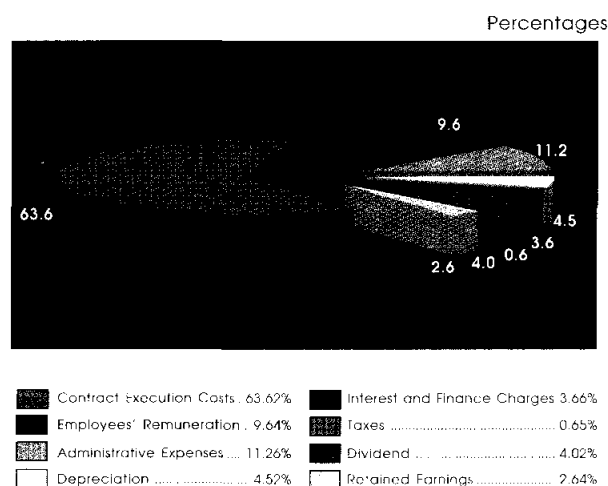 Percentages
9.6
11.2
63.6
4.5
3.6
0.6
4.0
2.6
Contract Execution Costs . 63.62%
Employees' Remuneration . 9.64%
Administrative Expenses .... 11.26%
Depreciation ........................ 4.52%
Interest and Finance Charges 3.66%
Taxes ........................................ 0.65%
Dividend .................................. 4.02%
Retained Earnings .................. 2.64%